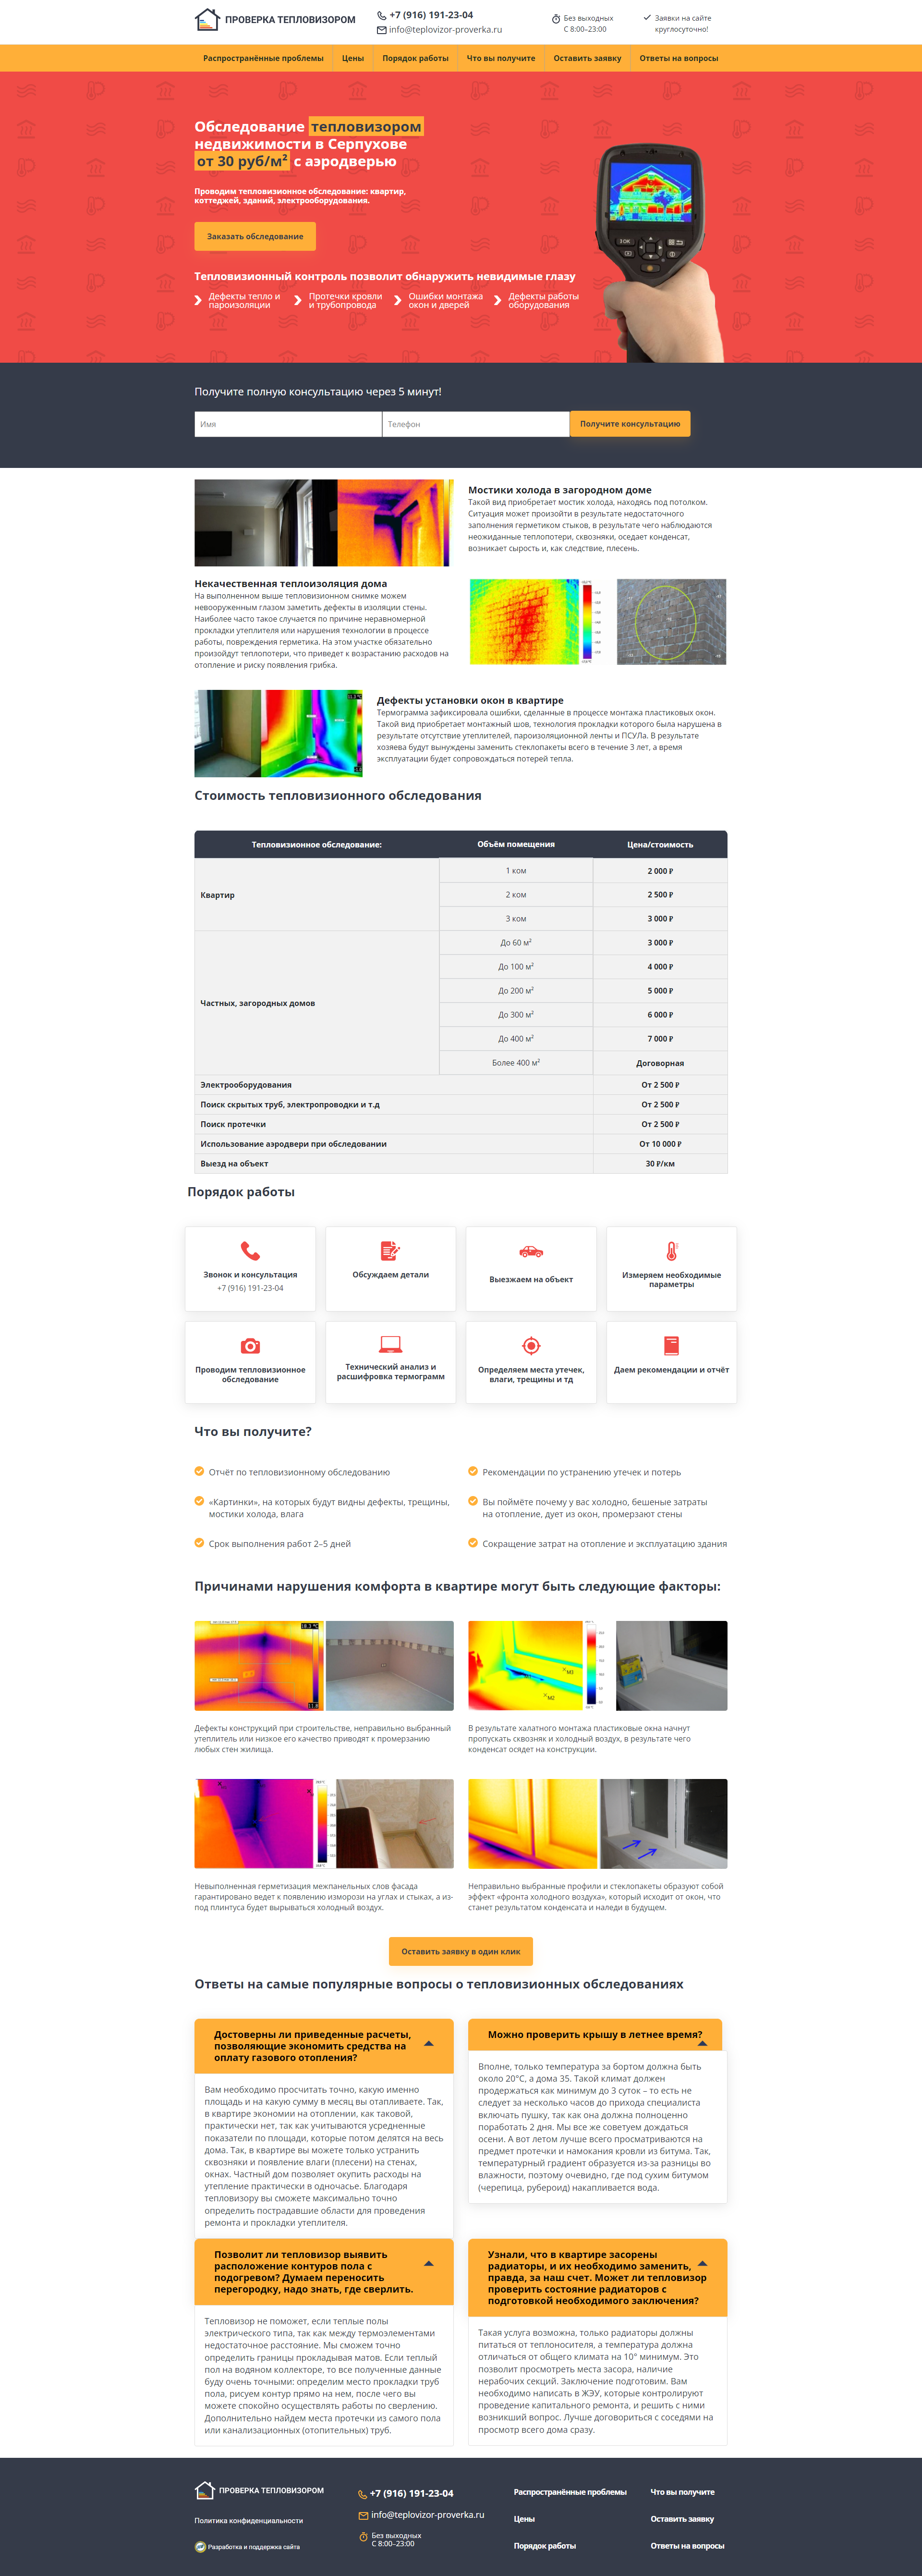 ПРОВЕРКА ТЕПЛОВИЗОРОМ
+7 (916) 191-23-04
info@teplovizor-proverka.ru
Без выходных
С 8:00–23:00
Заявки на сайте
круглосуточно!
Распространённые проблемы
Цены
Порядок работы
Что вы получите
Оставить заявку
Ответы на вопросы
Обследование тепловизором
недвижимости в Серпухове
от 30 руб/м² с аэродверью
Проводим тепловизионное обследование: квартир,
коттеджей, зданий, электрооборудования.
Заказать обследование
Тепловизионный контроль позволит обнаружить невидимые глазу
Дефекты тепло и
пароизоляции
Протечки кровли
и трубопровода
Ошибки монтажа
окон и дверей
Дефекты работы
оборудования
Получите полную консультацию через 5 минут!
Имя
Телефон
Получите консультацию
Мостики холода в загородном доме
Такой вид приобретает мостик холода, находясь под потолком.
Ситуация может произойти в результате недостаточного
заполнения герметиком стыков, в результате чего наблюдаются
неожиданные теплопотери, сквозняки, оседает конденсат,
возникает сырость и, как следствие, плесень.
Некачественная теплоизоляция дома
На выполненном выше тепловизионном снимке можем
невооруженным глазом заметить дефекты в изоляции стены.
Наиболее часто такое случается по причине неравномерной
прокладки утеплителя или нарушения технологии в процессе
работы, повреждения герметика. На этом участке обязательно
произойдут теплопотери, что приведет к возрастанию расходов на
отопление и риску появления грибка.
Дефекты установки окон в квартире
Термограмма зафиксировала ошибки, сделанные в процессе монтажа пластиковых окон.
Такой вид приобретает монтажный шов, технология прокладки которого была нарушена в
результате отсутствие утеплителей, пароизоляционной ленты и ПСУЛа. В результате
хозяева будут вынуждены заменить стеклопакеты всего в течение 3 лет, а время
эксплуатации будет сопровождаться потерей тепла.
Стоимость тепловизионного обследования
Тепловизионное обследование:
Объём помещения
Цена/стоимость
Квартир
1 ком
2 000 ₽
2 ком
2 500 ₽
3 ком
3 000 ₽
Частных, загородных домов
До 60 м²
3 000 ₽
До 100 м²
4 000 ₽
До 200 м²
5 000 ₽
До 300 м²
6 000 ₽
До 400 м²
7 000 ₽
Более 400 м²
Договорная
Электрооборудования
От 2 500 ₽
Поиск скрытых труб, электропроводки и т.д
От 2 500 ₽
Поиск протечки
От 2 500 ₽
Использование аэродвери при обследовании
От 10 000 ₽
Выезд на объект
30 ₽/км
Порядок работы
Звонок и консультация
+7 (916) 191-23-04
Обсуждаем детали
Выезжаем на объект
Измеряем необходимые
параметры
Проводим тепловизионное
обследование
Технический анализ и
расшифровка термограмм
Определяем места утечек,
влаги, трещины и тд
Даем рекомендации и отчёт
Что вы получите?
Отчёт по тепловизионному обследованию
Рекомендации по устранению утечек и потерь
«Картинки», на которых будут видны дефекты, трещины,
мостики холода, влага
Вы поймёте почему у вас холодно, бешеные затраты
на отопление, дует из окон, промерзают стены
Срок выполнения работ 2–5 дней
Сокращение затрат на отопление и эксплуатацию здания
Причинами нарушения комфорта в квартире могут быть следующие факторы:
Дефекты конструкций при строительстве, неправильно выбранный
утеплитель или низкое его качество приводят к промерзанию
любых стен жилища.
В результате халатного монтажа пластиковые окна начнут
пропускать сквозняк и холодный воздух, в результате чего
конденсат осядет на конструкции.
Невыполненная герметизация межпанельных слов фасада
гарантировано ведет к появлению изморози на углах и стыках, а из-
под плинтуса будет вырываться холодный воздух.
Неправильно выбранные профили и стеклопакеты образуют собой
эффект «фронта холодного воздуха», который исходит от окон, что
станет результатом конденсата и наледи в будущем.
Оставить заявку в один клик
Ответы на самые популярные вопросы о тепловизионных обследованиях
Достоверны ли приведенные расчеты,
позволяющие экономить средства на
оплату газового отопления?
Вам необходимо просчитать точно, какую именно
площадь и на какую сумму в месяц вы отапливаете. Так,
в квартире экономии на отоплении, как таковой,
практически нет, так как учитываются усредненные
показатели по площади, которые потом делятся на весь
дома. Так, в квартире вы можете только устранить
сквозняки и появление влаги (плесени) на стенах,
окнах. Частный дом позволяет окупить расходы на
утепление практически в одночасье. Благодаря
тепловизору вы сможете максимально точно
определить пострадавшие области для проведения
ремонта и прокладки утеплителя.
Можно проверить крышу в летнее время?
Вполне, только температура за бортом должна быть
около 20°С, а дома 35. Такой климат должен
продержаться как минимум до 3 суток – то есть не
следует за несколько часов до прихода специалиста
включать пушку, так как она должна полноценно
поработать 2 дня. Мы все же советуем дождаться
осени. А вот летом лучше всего просматриваются на
предмет протечки и намокания кровли из битума. Так,
температурный градиент образуется из-за разницы во
влажности, поэтому очевидно, где под сухим битумом
(черепица, рубероид) накапливается вода.
Позволит ли тепловизор выявить
расположение контуров пола с
подогревом? Думаем переносить
перегородку, надо знать, где сверлить.
Тепловизор не поможет, если теплые полы
электрического типа, так как между термоэлементами
недостаточное расстояние. Мы сможем точно
определить границы прокладывая матов. Если теплый
пол на водяном коллекторе, то все полученные данные
буду очень точными: определим место прокладки труб
пола, рисуем контур прямо на нем, после чего вы
можете спокойно осуществлять работы по сверлению.
Дополнительно найдем места протечки из самого пола
или канализационных (отопительных) труб.
Узнали, что в квартире засорены
радиаторы, и их необходимо заменить,
правда, за наш счет. Может ли тепловизор
проверить состояние радиаторов с
подготовкой необходимого заключения?
Такая услуга возможна, только радиаторы должны
питаться от теплоносителя, а температура должна
отличаться от общего климата на 10° минимум. Это
позволит просмотреть места засора, наличие
нерабочих секций. Заключение подготовим. Вам
необходимо написать в ЖЭУ, которые контролируют
проведение капитального ремонта, и решить с ними
возникший вопрос. Лучше договориться с соседями на
просмотр всего дома сразу.
ПРОВЕРКА ТЕПЛОВИЗОРОМ
Политика конфиденциальности
Разработка и поддержка сайта
+7 (916) 191-23-04
info@teplovizor-proverka.ru
Без выходных
С 8:00–23:00
Распространённые проблемы
Цены
Порядок работы
Что вы получите
Оставить заявку
Ответы на вопросы